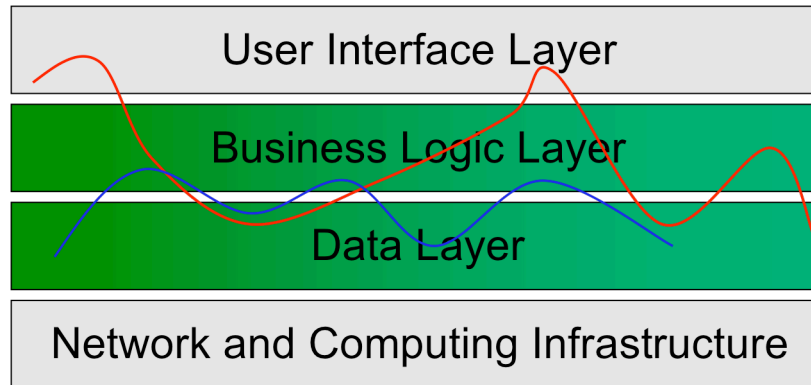 User Interface Layer
Business Logic Layer
Data Layer
Network and Computing Infrastructure